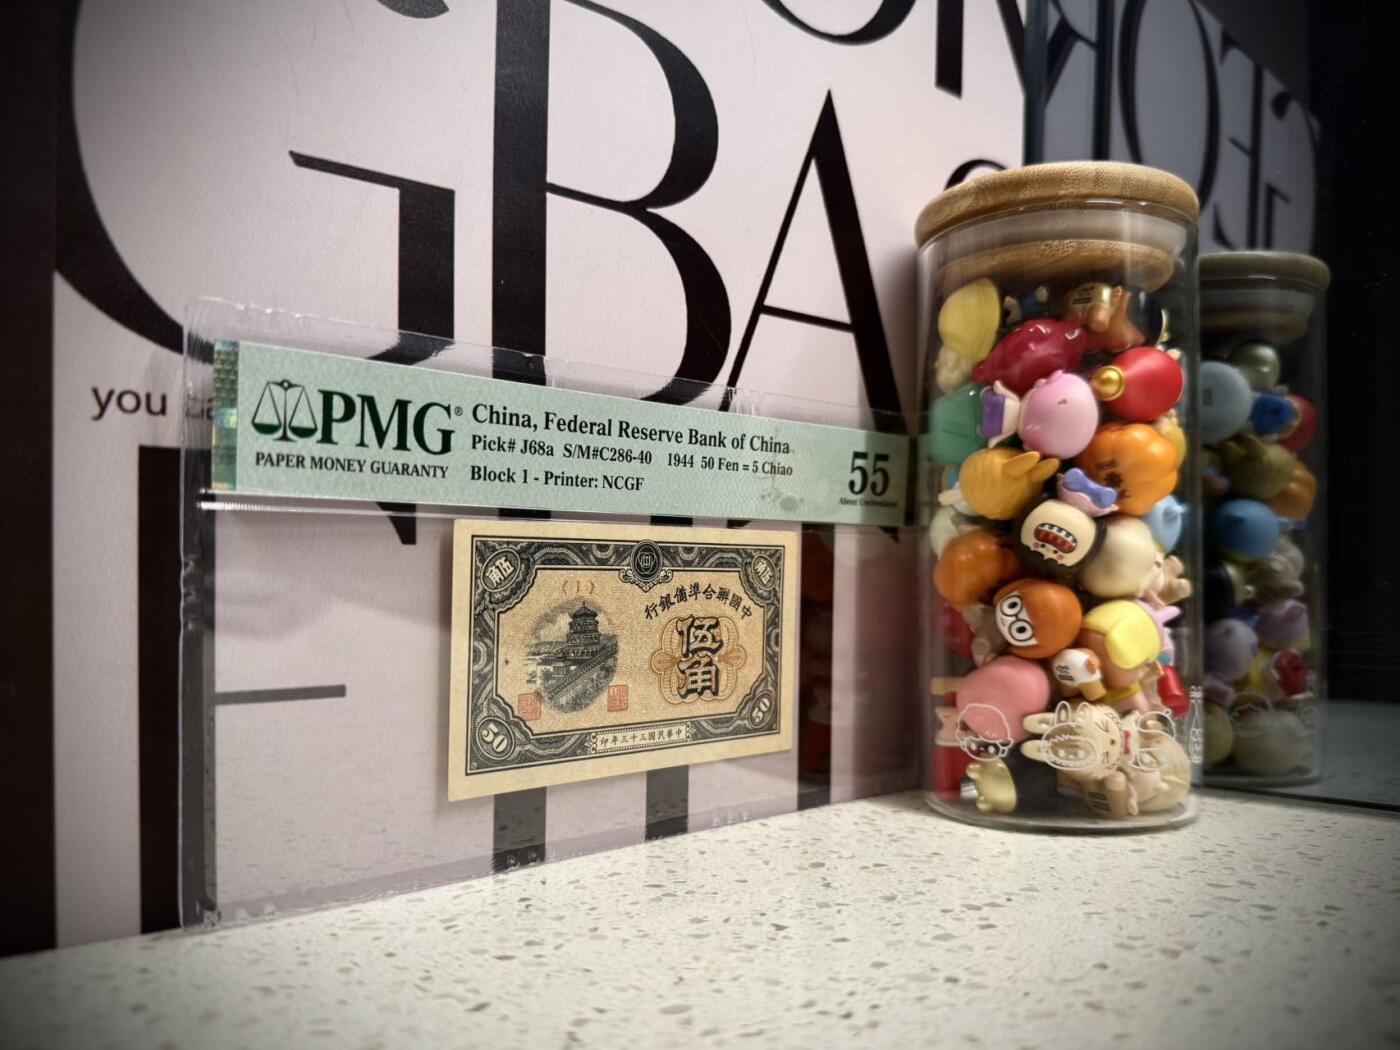 GBA
you
PMG®
PAPER MONEY GUARANTY
China, Federal Reserve Bank of China
Pick# J68a S/M#C286-40 1944 50 Fen = 5 Chiao
Block 1 - Printer: NCGF
55
About Uncirculated
角伍
角伍
(1)
行銀備準合聯國中
伍角
50
50
印年三十三國民華中